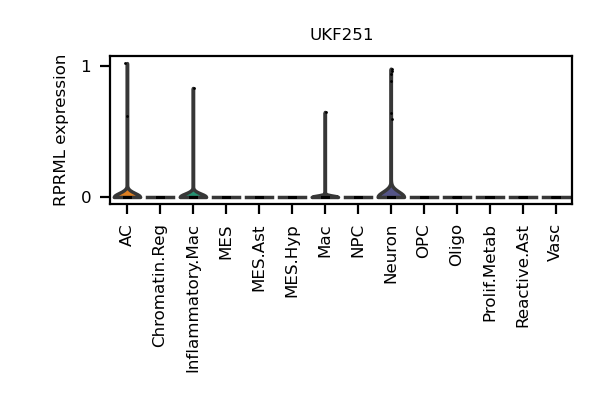 UKF251
RPRML expression
1
0
AC
Chromatin.Reg
Inflammatory.Mac
MES
MES.Ast
MES.Hyp
Mac
NPC
Neuron
OPC
Oligo
Prolif.Metab
Reactive.Ast
Vasc